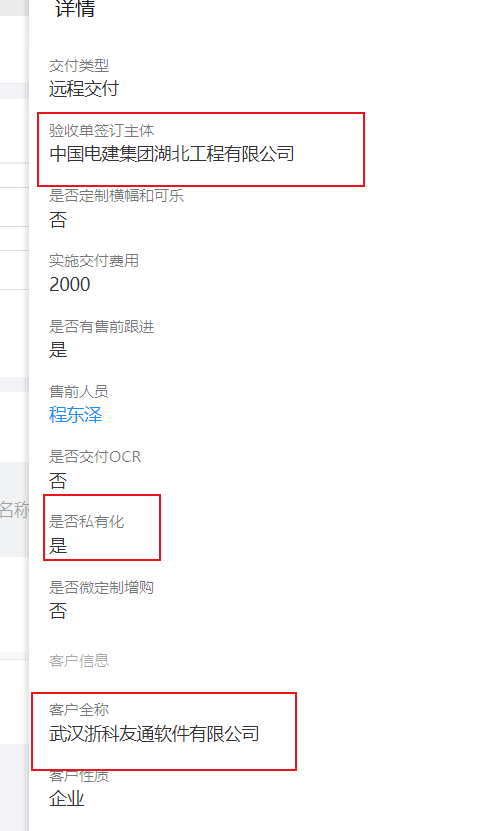 详情
交付类型
远程交付
验收单签订主体
中国电建集团湖北工程有限公司
是否定制横幅和可乐
否
实施交付费用
2000
是否有售前跟进
是
售前人员
程东泽
是否交付OCR
否
名称
是否私有化
是
是否微定制增购
否
客户信息
客户全称
武汉浙科友通软件有限公司
客户性质
企业